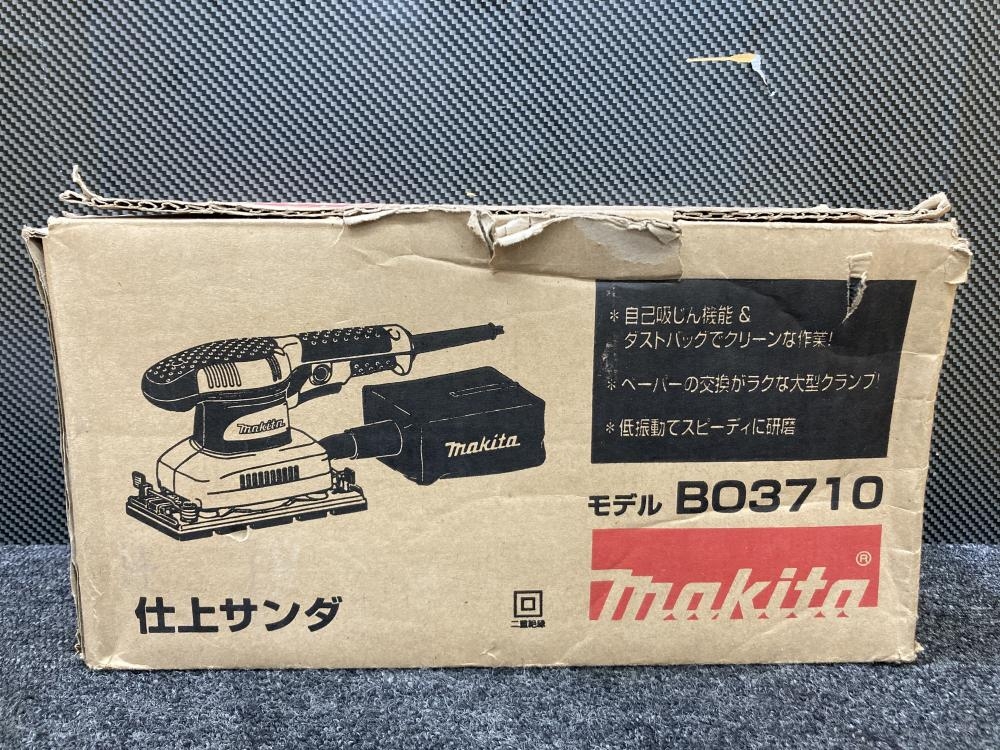 ＊自己吸じん機能 &
ダストバッグでクリーンな作業!
＊ペーパーの交換がラクな大型クランプ!
＊低振動でスピーディに研磨
makita
makita
モデル BO3710
makita®
仕上サンダ
二重絶縁